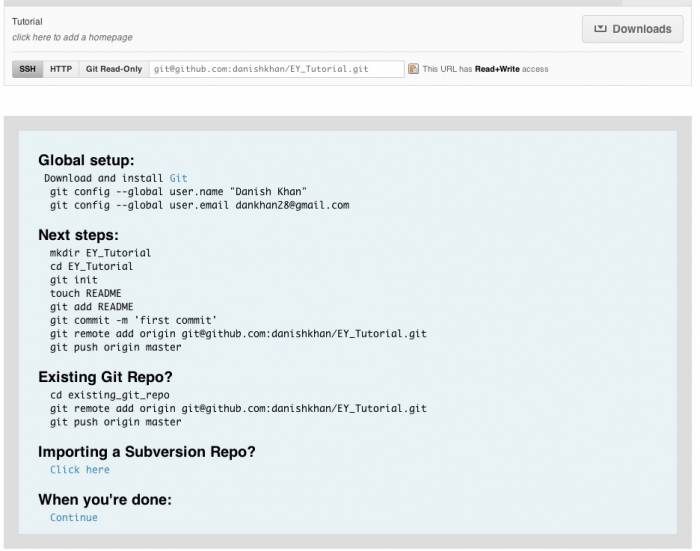 Tutorial
click here to add a homepage
Downloads
SSH HTTP Git Read-Only git@github.com:danishkhan/EY_Tutorial.git This URL has Read+Write access
Global setup:
Download and install Git
git config --global user.name "Danish Khan"
git config --global user.email dankhan28@gmail.com
Next steps:
mkdir EY_Tutorial
cd EY_Tutorial
git init
touch README
git add README
git commit -m 'first commit'
git remote add origin git@github.com:danishkhan/EY_Tutorial.git
git push origin master
Existing Git Repo?
cd existing_git_repo
git remote add origin git@github.com:danishkhan/EY_Tutorial.git
git push origin master
Importing a Subversion Repo?
Click here
When you're done:
Continue